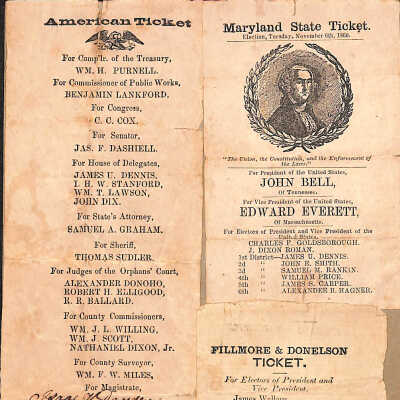 American Ticket
For Comp'lr. of the Treasury,
WM. H. PURNELL.
For Commissioner of Public Works,
BENJAMIN LANKFORD.
For Congress,
C. C. COX.
For Senator,
JAS. F. DASHIELL.
For House of Delegates,
JAMES U. DENNIS,
I. H. W. STANFORD,
WM. T. LAWSON,
JOHN DIX.
For State's Attorney,
SAMUEL A. GRAHAM.
For Sheriff,
THOMAS SUDLER.
For Judges of the Orphans' Court,
ALEXANDER DONOHO,
ROBERT H. ELLIGOOD,
R. R. BALLARD.
For County Commissioners,
WM. J. L. WILLING,
WM. J. SCOTT,
NATHANIEL DIXON, Jr.
For County Surveyor,
WM. F. W. MILES,
For Magistrate,
Maryland State Ticket.
Election, Tuesday, November 6th, 1860.
"The Union, the Constitution, and the Enforcement of
the Laws."
For President of the United States,
JOHN BELL,
Of Tennessee.
For Vice President of the United States,
EDWARD EVERETT,
Of Massachusetts.
For Electors of President and Vice President of the
United States.
CHARLES F. GOLDSBOROUGH.
J. DIXON ROMAN.
1st District—JAMES U. DENNIS.
2d " JOHN E. SMITH.
3d " SAMUEL M. RANKIN.
4th " WILLIAM PRICE.
5th " JAMES S. CARPER.
6th " ALEXANDER B. HAGNER.
FILLMORE & DONELSON
TICKET.
For Electors of President and
Vice President.
James Wallace